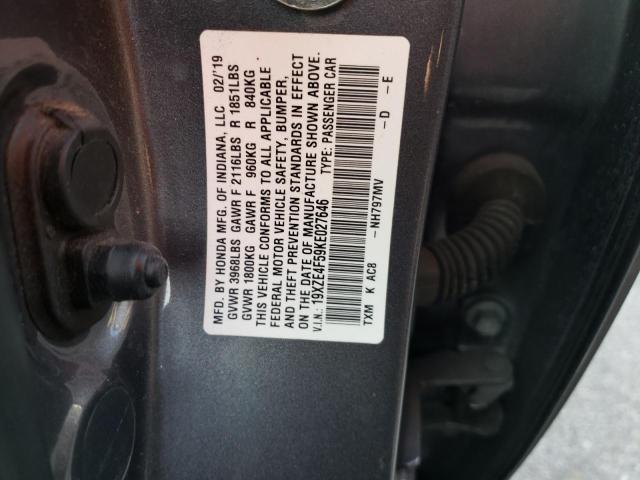 MFD. BY HONDA MFG. OF INDIANA, LLC 02/'19
GVWR 3968LBS GAWR F 2116LBS R 1851LBS
GVWR 1800KG GAWR F 960KG R 840KG
THIS VEHICLE CONFORMS TO ALL APPLICABLE
FEDERAL MOTOR VEHICLE SAFETY, BUMPER,
AND THEFT PREVENTION STANDARDS IN EFFECT
ON THE DATE OF MANUFACTURE SHOWN ABOVE.
V.I.N.: 19XZE4F59KE027646 TYPE: PASSENGER CAR
TXM K AC8 -NH797MV -D -E